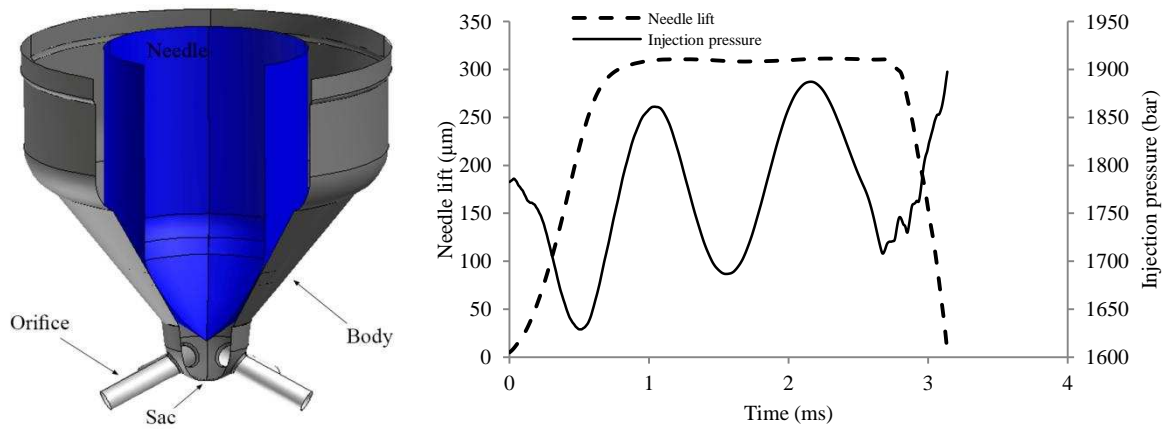 Needle
Orifice
Body
Sac
Needle lift
Injection pressure
Needle lift (µm)
350
300
250
200
150
100
50
0
Injection pressure (bar)
1950
1900
1850
1800
1750
1700
1650
1600
0 1 2 3 4
Time (ms)